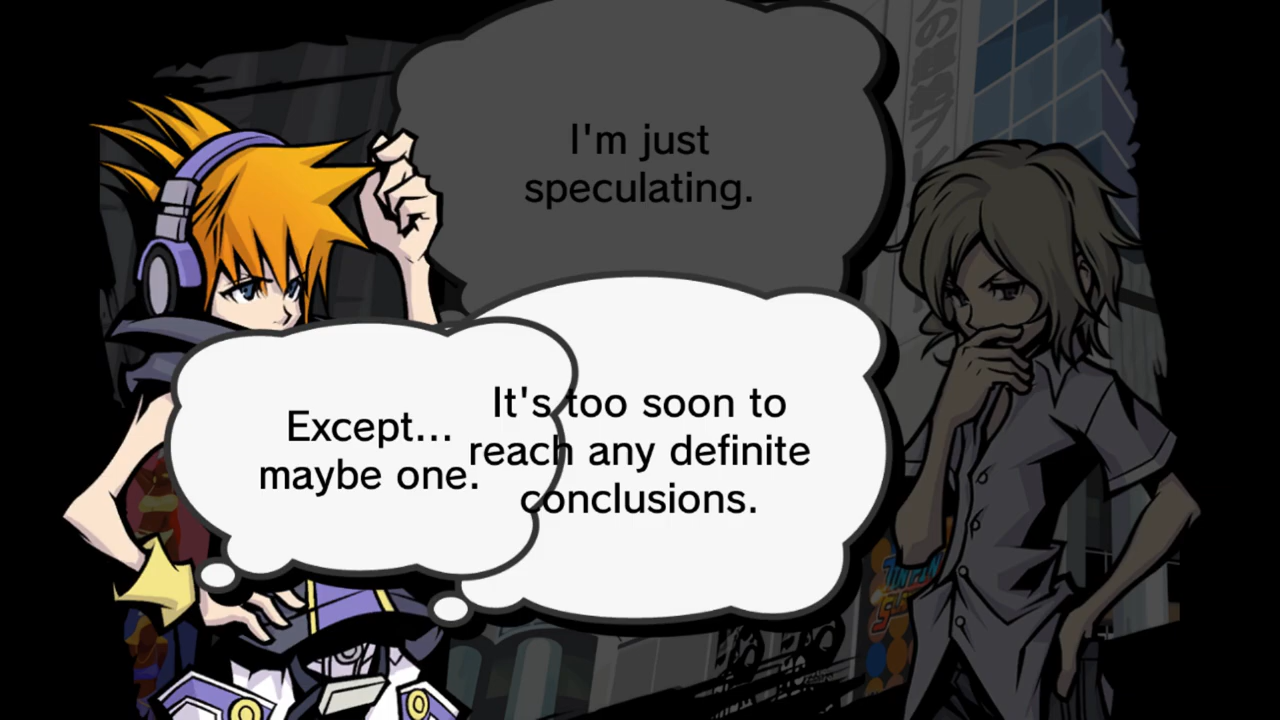 I'm just
speculating.
It's too soon to
reach any definite
conclusions.
Except...
maybe one.